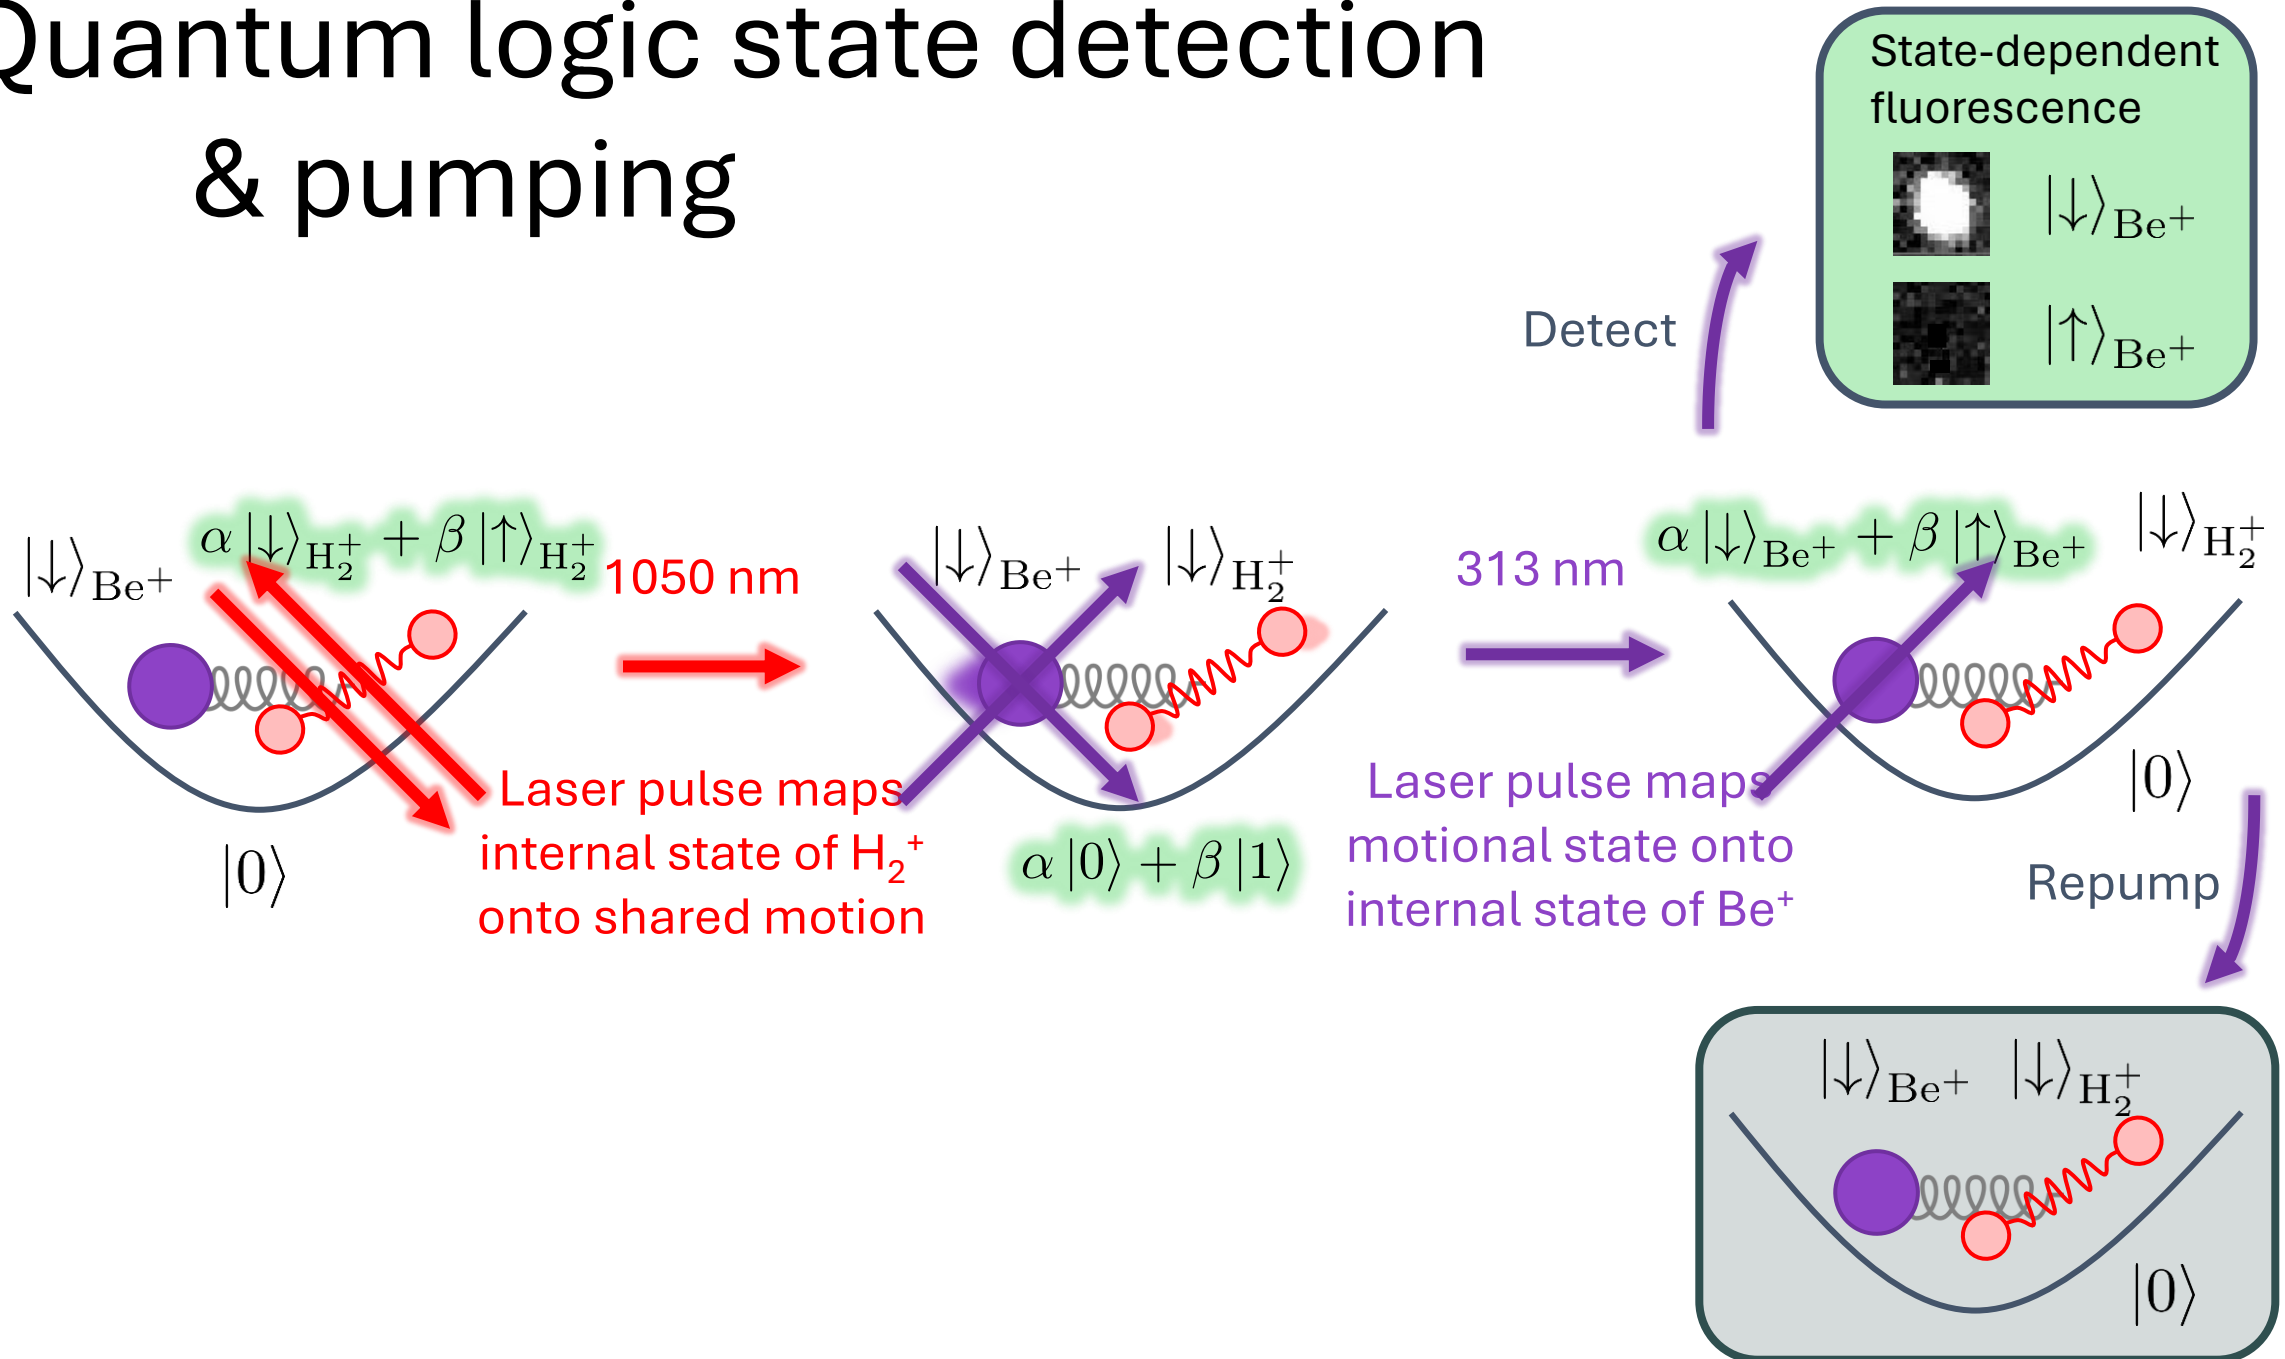 Quantum logic state detection
& pumping
State-dependent
fluorescence
|↓⟩Be⁺
|↑⟩Be⁺
Detect
|↓⟩Be⁺
α|↓⟩H₂⁺ + β|↑⟩H₂⁺
1050 nm
|0⟩
Laser pulse maps
internal state of H₂⁺
onto shared motion
|↓⟩Be⁺ |↓⟩H₂⁺
α|0⟩ + β|1⟩
313 nm
Laser pulse maps
motional state onto
internal state of Be⁺
α|↓⟩Be⁺ + β|↑⟩Be⁺
|↓⟩H₂⁺
|0⟩
Repump
|↓⟩Be⁺ |↓⟩H₂⁺
|0⟩